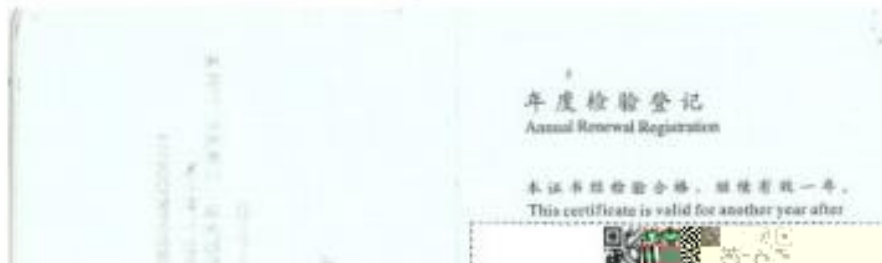 年度检验登记
Annual Renewal Registration
本证书经检验合格，继续有效一年。
This certificate is valid for another year after